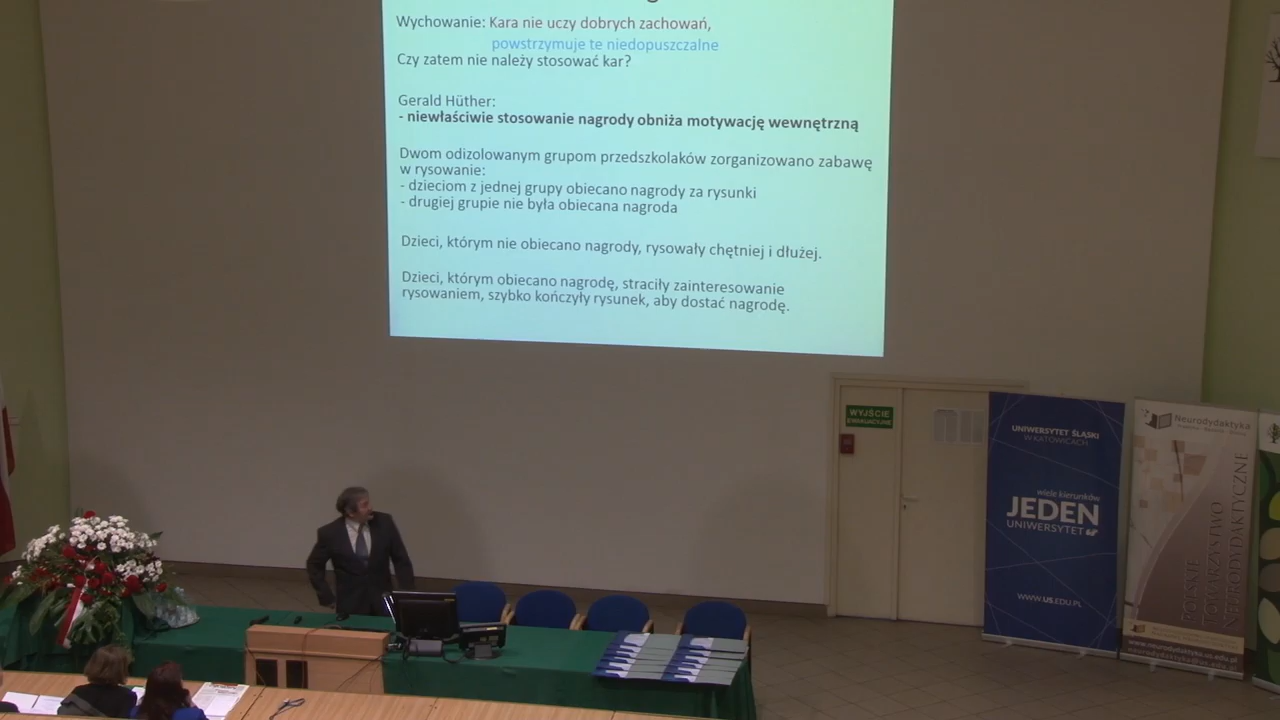 Wychowanie: Kara nie uczy dobrych zachowań,
powstrzymuje te niedopuszczalne
Czy zatem nie należy stosować kar?
Gerald Hüther:
- niewłaściwie stosowanie nagrody obniża motywację wewnętrzną
Dwom odizolowanym grupom przedszkolaków zorganizowano zabawę
w rysowanie:
- dzieciom z jednej grupy obiecano nagrody za rysunki
- drugiej grupie nie była obiecana nagroda
Dzieci, którym nie obiecano nagrody, rysowały chętniej i dłużej.
Dzieci, którym obiecano nagrodę, straciły zainteresowanie
rysowaniem, szybko kończyły rysunek, aby dostać nagrodę.
WYJŚCIE
EWAKUACYJNE
UNIWERSYTET ŚLĄSKI
W KATOWICACH
wiele kierunków
JEDEN
UNIWERSYTET
WWW.US.EDU.PL
Neurodydaktyka
POLSKIE
TOWARZYSTWO
NEURODYDAKTYCZNE